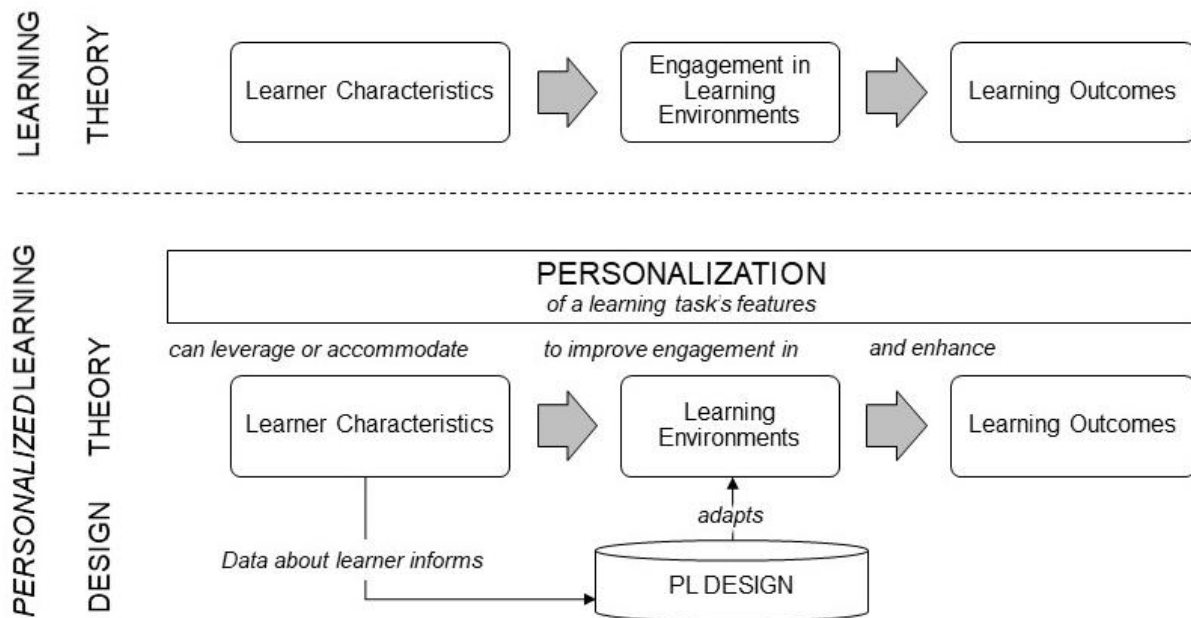 LEARNING
THEORY
Learner Characteristics
Engagement in
Learning
Environments
Learning Outcomes
PERSONALIZED LEARNING
THEORY
DESIGN
PERSONALIZATION
of a learning task's features
can leverage or accommodate
to improve engagement in
and enhance
Learner Characteristics
Learning
Environments
Learning Outcomes
adapts
Data about learner informs
PL DESIGN